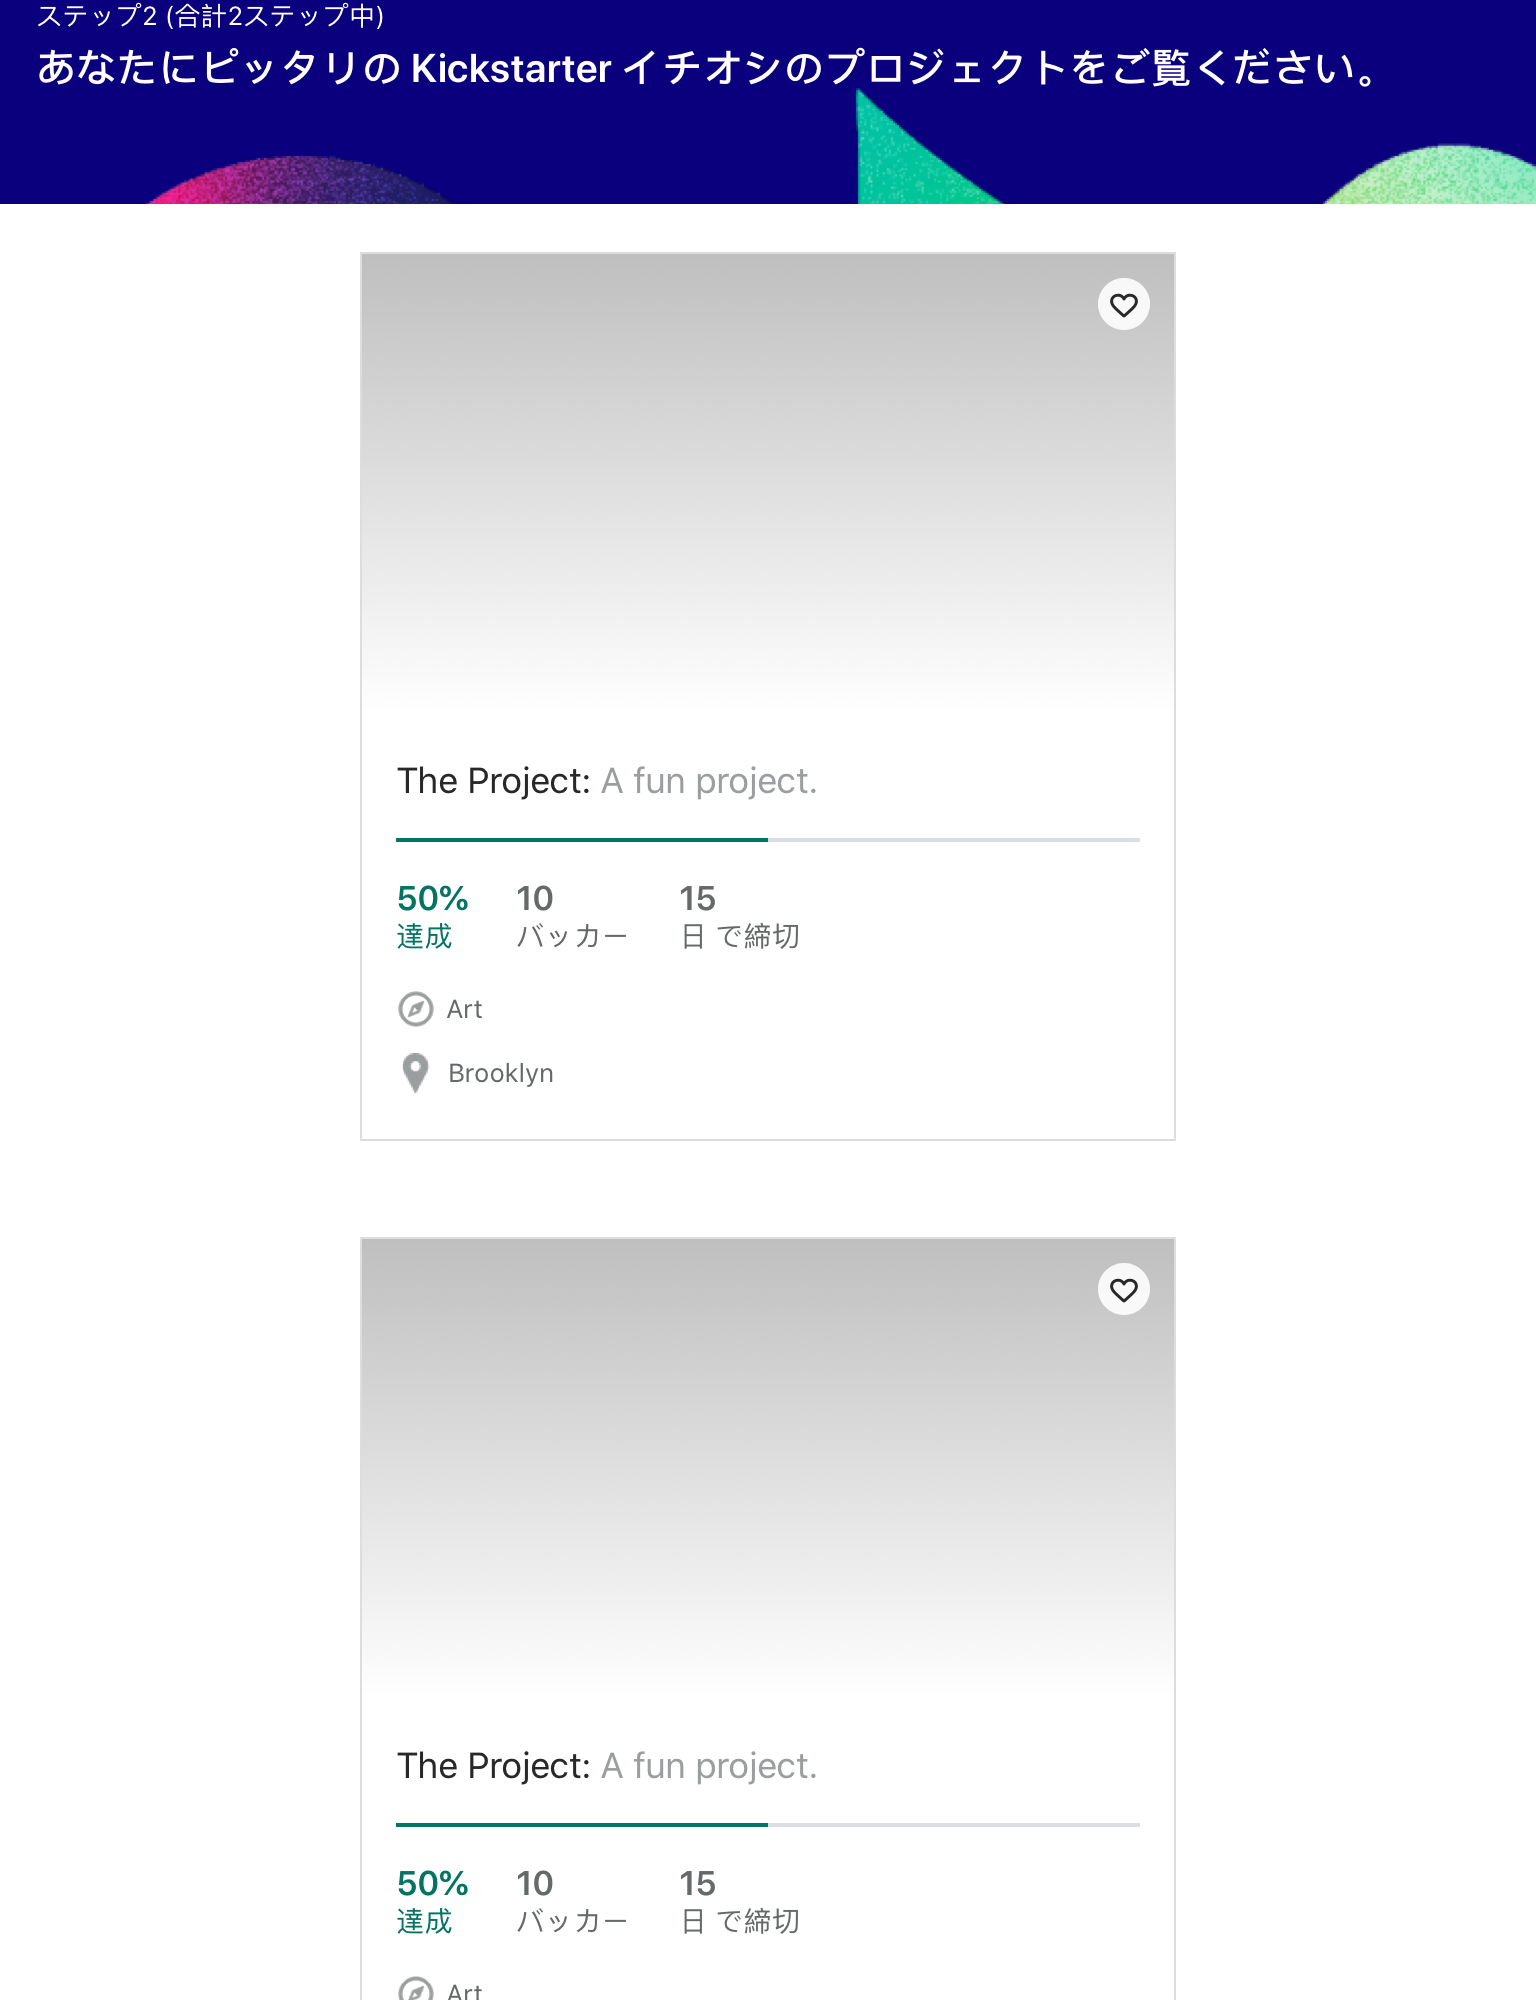 ステップ2 (合計2ステップ中)
あなたにピッタリの Kickstarter イチオシのプロジェクトをご覧ください。
The Project: A fun project.
50% 10 15
達成 バッカー 日 で締切
Art
Brooklyn
The Project: A fun project.
50% 10 15
達成 バッカー 日 で締切
Art